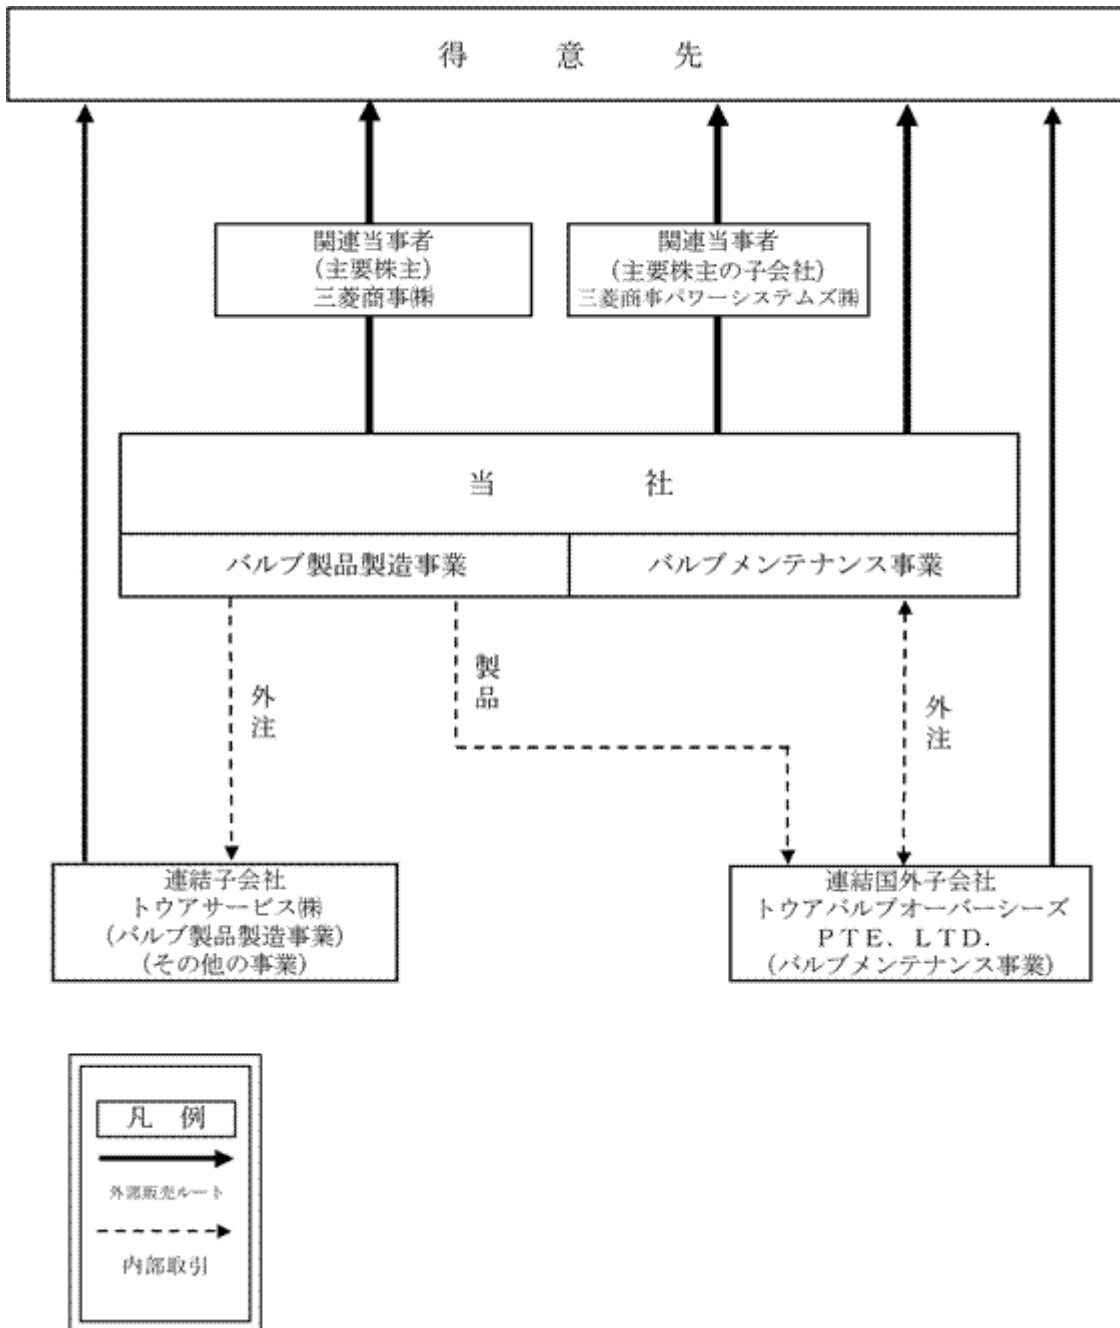 得 意 先
関連当事者
(主要株主)
三菱商事㈱
関連当事者
(主要株主の子会社)
三菱商事パワーシステムズ㈱
当 社
バルブ製品製造事業
バルブメンテナンス事業
外注
製品
外注
連結子会社
トウアサービス㈱
(バルブ製品製造事業)
(その他の事業)
連結国外子会社
トウアバルブオーバーシーズ
ＰＴＥ．ＬＴＤ.
(バルブメンテナンス事業)
凡 例
外部販売ルート
内部取引